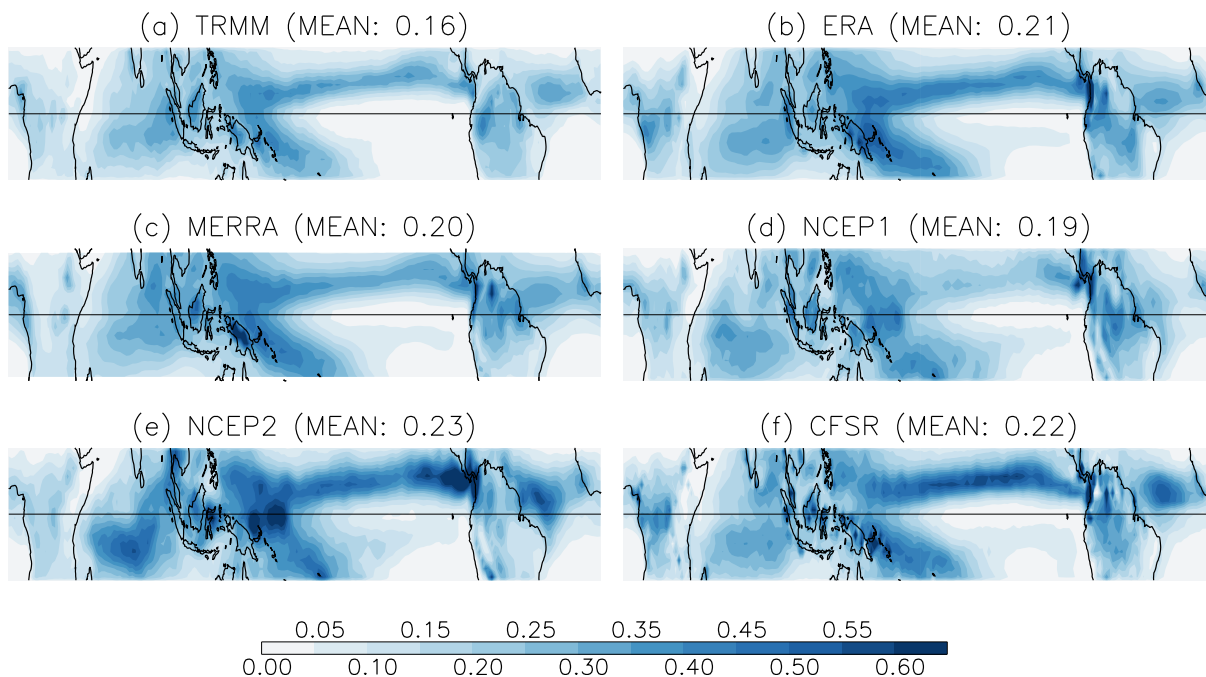 (a) TRMM (MEAN: 0.16)
(b) ERA (MEAN: 0.21)
(c) MERRA (MEAN: 0.20)
(d) NCEP1 (MEAN: 0.19)
(e) NCEP2 (MEAN: 0.23)
(f) CFSR (MEAN: 0.22)
0.05 0.15 0.25 0.35 0.45 0.55
0.00 0.10 0.20 0.30 0.40 0.50 0.60